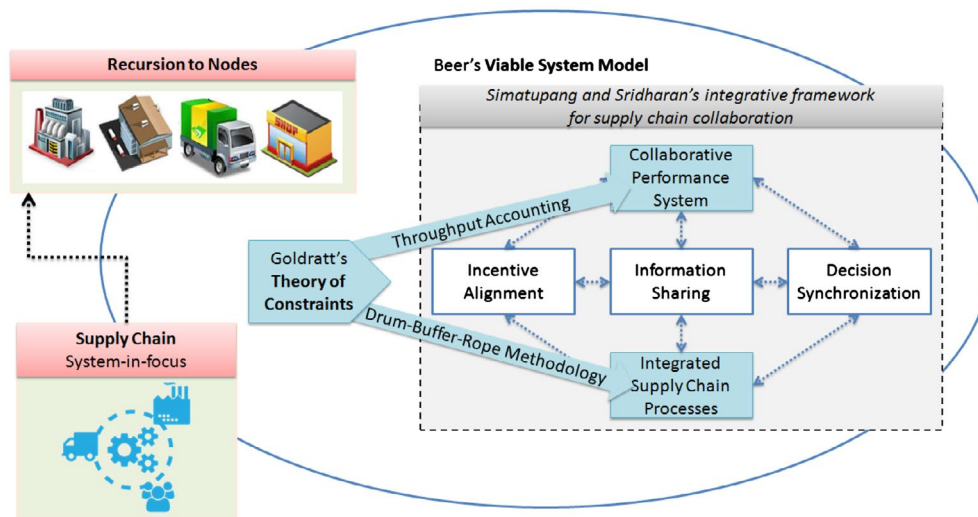 Recursion to Nodes
SHOP
Beer's Viable System Model
Simatupang and Sridharan's integrative framework
for supply chain collaboration
Collaborative
Performance
System
Throughput Accounting
Goldratt's
Theory of
Constraints
Incentive
Alignment
Information
Sharing
Decision
Synchronization
Drum-Buffer-Rope Methodology
Integrated
Supply Chain
Processes
Supply Chain
System-in-focus